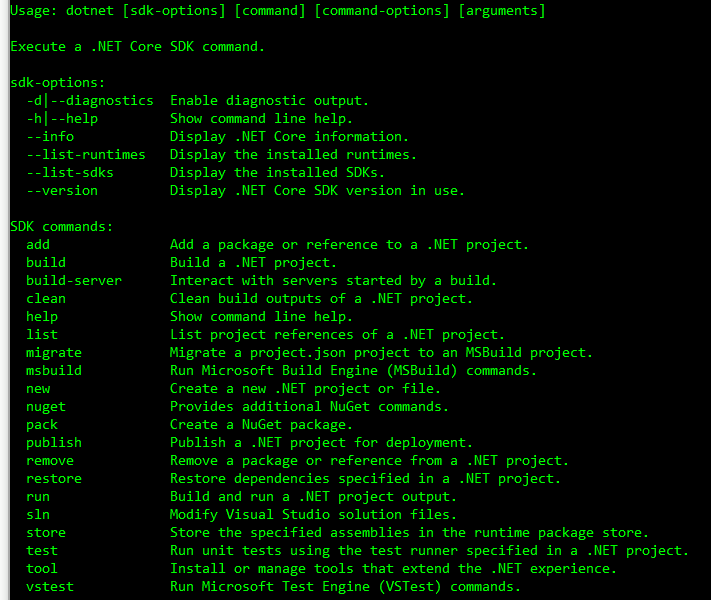 Usage: dotnet [sdk-options] [command] [command-options] [arguments]
Execute a .NET Core SDK command.
sdk-options:
-d|--diagnostics  Enable diagnostic output.
-h|--help         Show command line help.
--info            Display .NET Core information.
--list-runtimes   Display the installed runtimes.
--list-sdks       Display the installed SDKs.
--version         Display .NET Core SDK version in use.
SDK commands:
add               Add a package or reference to a .NET project.
build             Build a .NET project.
build-server      Interact with servers started by a build.
clean             Clean build outputs of a .NET project.
help              Show command line help.
list              List project references of a .NET project.
migrate           Migrate a project.json project to an MSBuild project.
msbuild           Run Microsoft Build Engine (MSBuild) commands.
new               Create a new .NET project or file.
nuget             Provides additional NuGet commands.
pack              Create a NuGet package.
publish           Publish a .NET project for deployment.
remove            Remove a package or reference from a .NET project.
restore           Restore dependencies specified in a .NET project.
run               Build and run a .NET project output.
sln               Modify Visual Studio solution files.
store             Store the specified assemblies in the runtime package store.
test              Run unit tests using the test runner specified in a .NET project.
tool              Install or manage tools that extend the .NET experience.
vstest            Run Microsoft Test Engine (VSTest) commands.